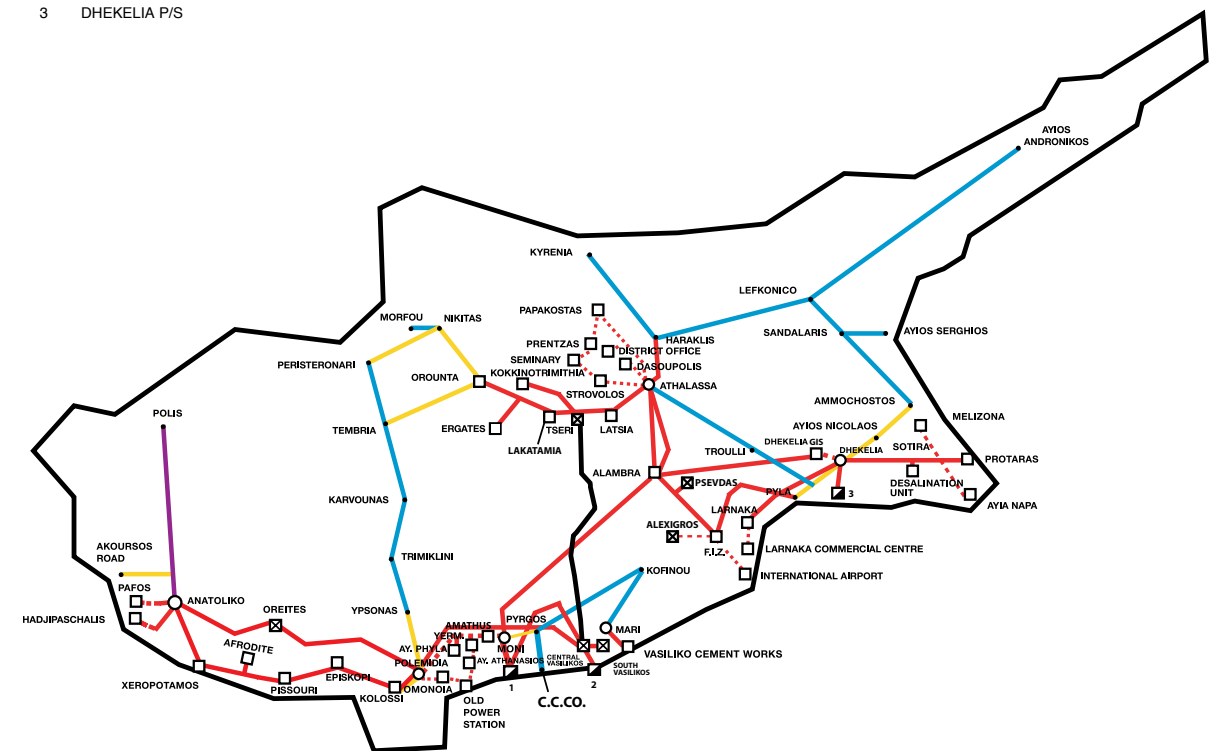 3 DHEKELIA P/S
AYIOS
ANDRONIKOS
KYRENIA
LEFKONICO
PAPAKOSTAS
MORFOU
NIKITAS
SANDALARIS
AYIOS SERGHIOS
HARAKLIS
PRENTZAS
DISTRICT OFFICE
SEMINARY
DASOUPOLIS
PERISTERONARI
KOKKINOTRIMITHIA
OROUNTA
ATHALASSA
STROVOLOS
AMMOCHOSTOS
POLIS
MELIZONA
TEMBRIA
ERGATES
TSERI
LATSIA
AYIOS NICOLAOS
LAKATAMIA
DHEKELIA GIS
DHEKELIA
SOTIRA
TROULLI
PROTARAS
ALAMBRA
DESALINATION
UNIT
PSEVDAS
PYLA
3
KARVOUNAS
AYIA NAPA
LARNAKA
ALEXIGROS
F.I.Z.
LARNAKA COMMERCIAL CENTRE
AKOURSOS
ROAD
TRIMIKLINI
KOFINOU
INTERNATIONAL AIRPORT
PAFOS
ANATOLIKO
OREITES
YPSONAS
HADJIPASCHALIS
AMATHUS
PYRGOS
MARI
YERM.
AFRODITE
AY. PHYLA
MONI
VASILIKO CEMENT WORKS
POLEMIDIA
AY. ATHANASIOS
CENTRAL
VASILIKOS
SOUTH
VASILIKOS
XEROPOTAMOS
PISSOURI
EPISKOPI
KOLOSSI
OMONOIA
1
2
OLD
POWER
STATION
C.C.CO.